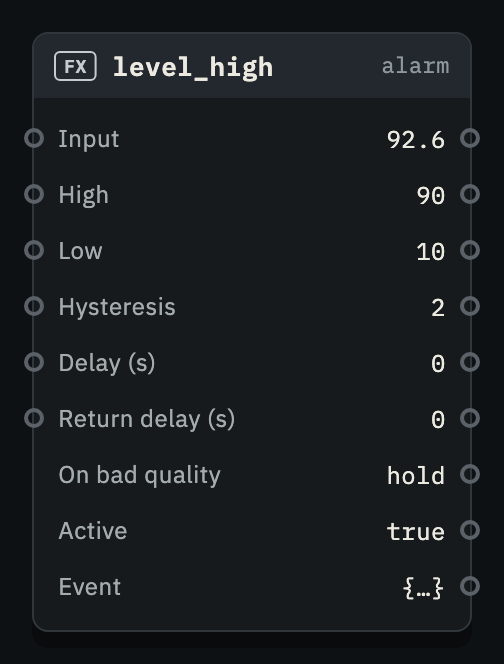 FX level_high alarm
Input 92.6
High 90
Low 10
Hysteresis 2
Delay (s) 0
Return delay (s) 0
On bad quality hold
Active true
Event {…}